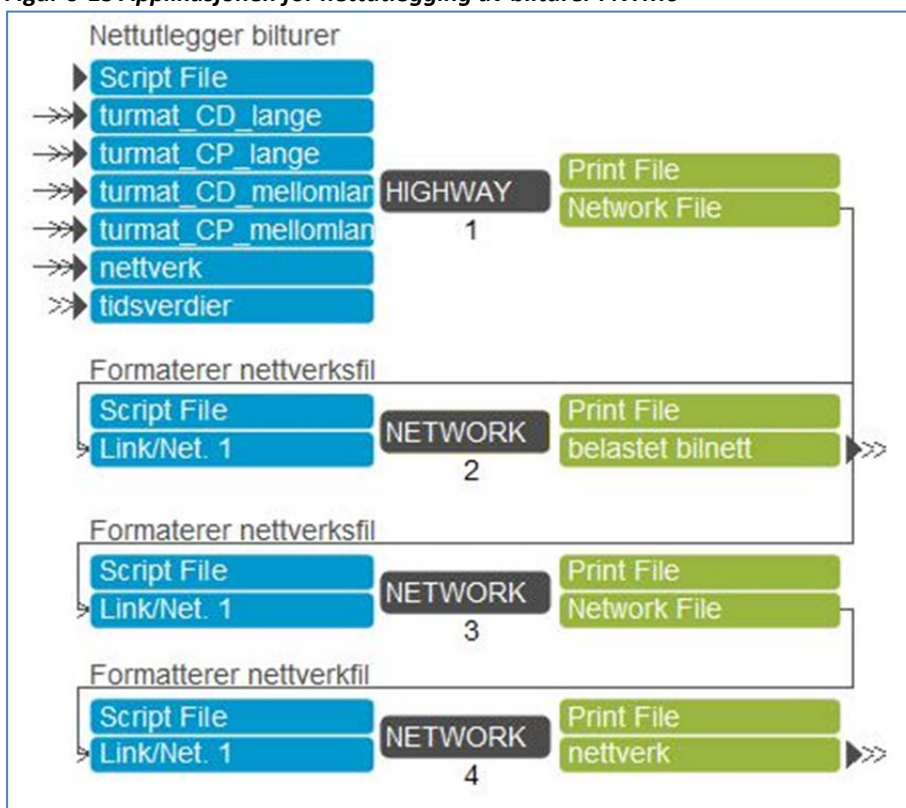 Nettutlegger bilturer
Script File
turmat_CD_lange
turmat_CP_lange
turmat_CD_mellomlan
turmat_CP_mellomlan
nettverk
tidsverdier
HIGHWAY
1
Print File
Network File
Formaterer nettverksfil
Script File
Link/Net. 1
NETWORK
2
Print File
belastet bilnett
Formaterer nettverksfil
Script File
Link/Net. 1
NETWORK
3
Print File
Network File
Formatterer nettverkfil
Script File
Link/Net. 1
NETWORK
4
Print File
nettverk